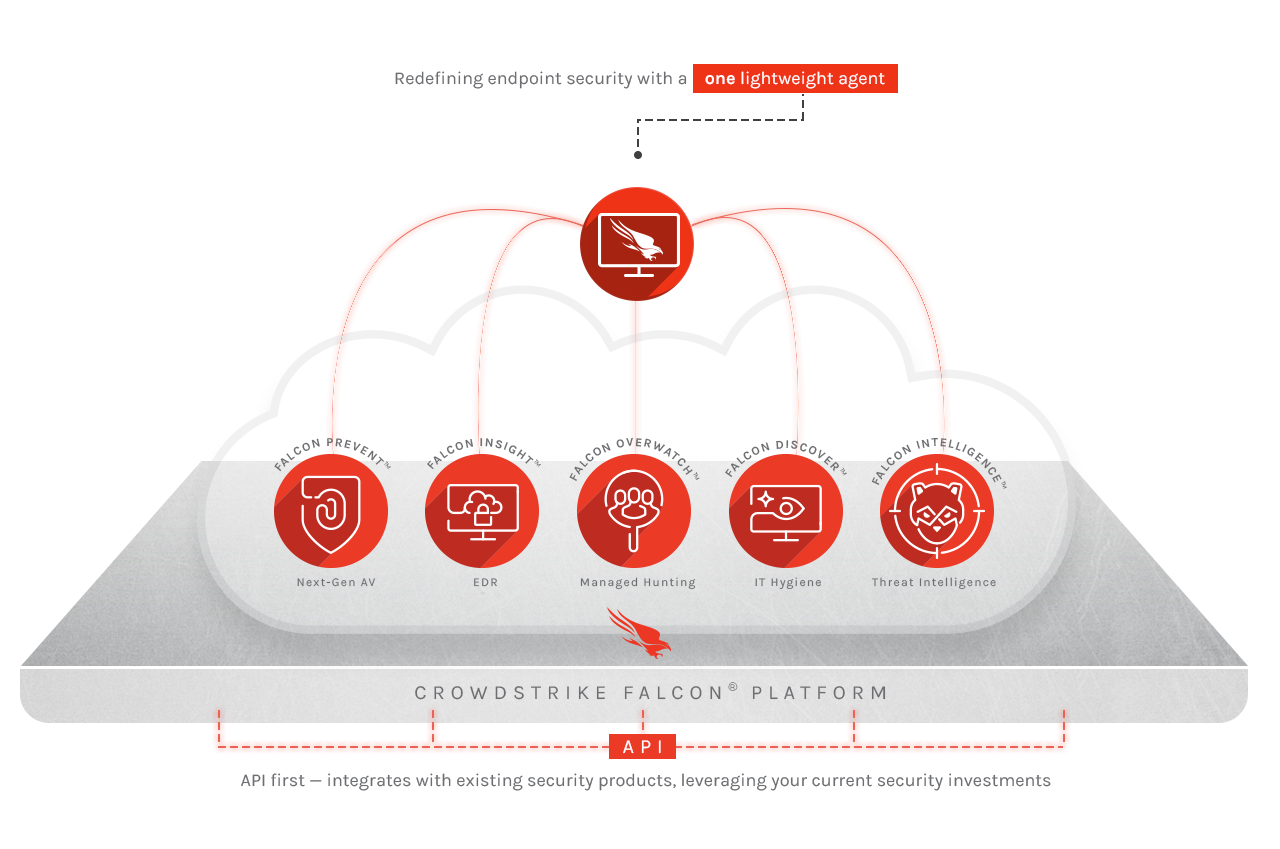 Redefining endpoint security with a one lightweight agent
FALCON PREVENT™
FALCON INSIGHT™
FALCON OVERWATCH™
FALCON DISCOVER™
FALCON INTELLIGENCE™
Next-Gen AV
EDR
Managed Hunting
IT Hygiene
Threat Intelligence
CROWDSTRIKE FALCON® PLATFORM
API
API first — integrates with existing security products, leveraging your current security investments